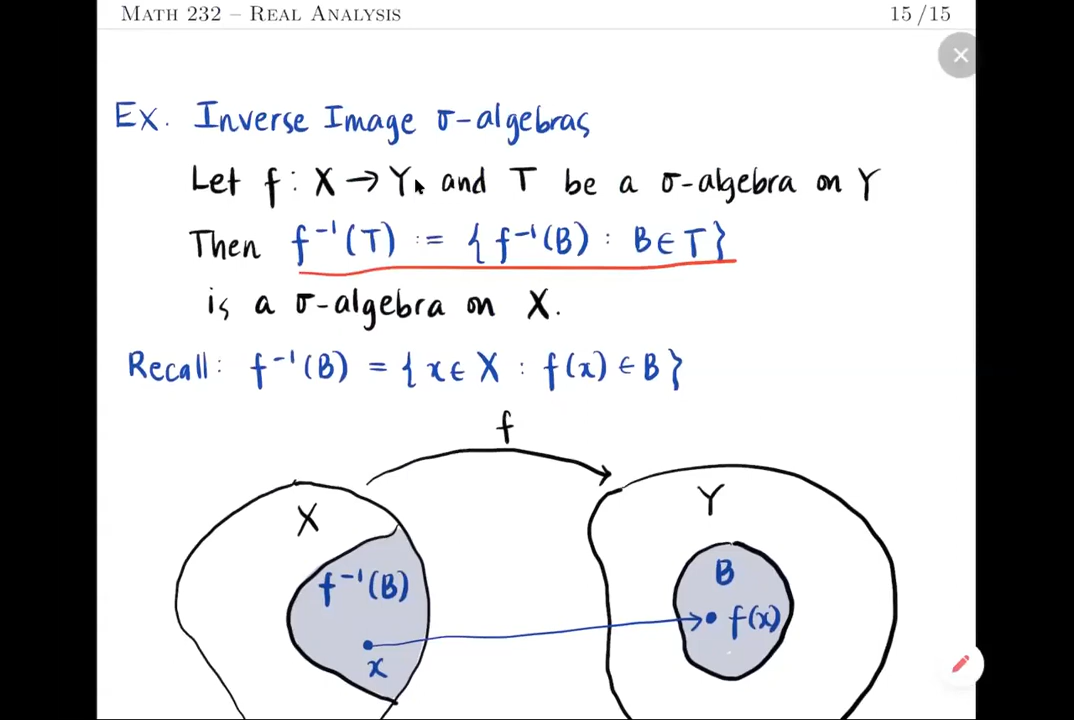 MATH 232 – REAL ANALYSIS 15 / 15
Ex. Inverse Image σ-algebras
Let f : X → Y, and T be a σ-algebra on Y
Then f⁻¹(T) := { f⁻¹(B) : B ∈ T }
is a σ-algebra on X.
Recall: f⁻¹(B) = { x ∈ X : f(x) ∈ B }
f
X
Y
f⁻¹(B)
B
f(x)
x